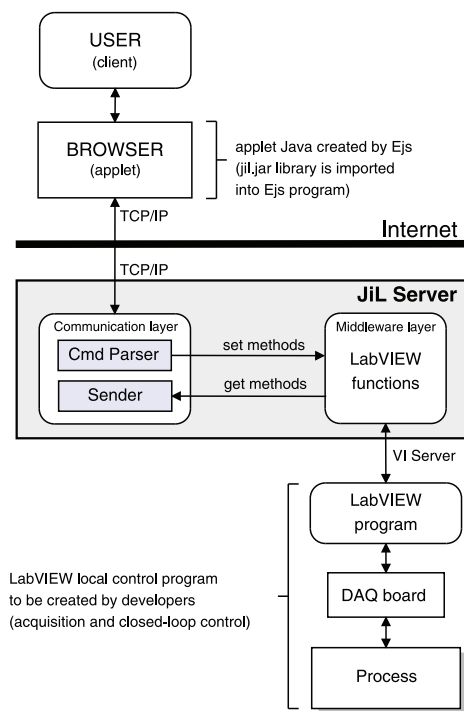 USER
(client)
BROWSER
(applet)
applet Java created by Ejs
(jil.jar library is imported
into Ejs program)
TCP/IP
Internet
TCP/IP
JiL Server
Communication layer
Cmd Parser
Sender
set methods
get methods
Middleware layer
LabVIEW
functions
VI Server
LabVIEW
program
LabVIEW local control program
to be created by developers
(acquisition and closed-loop control)
DAQ board
Process